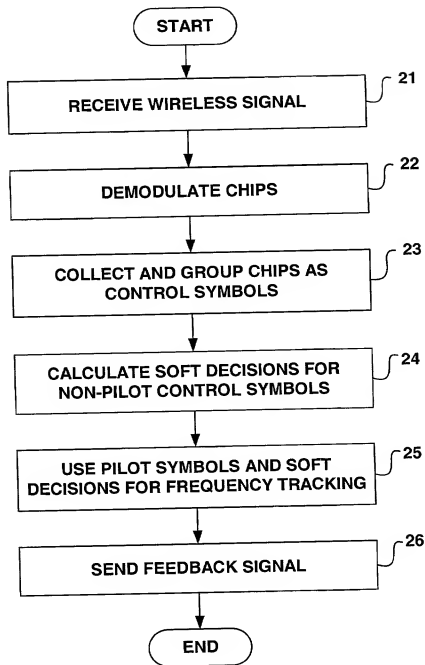 START
RECEIVE WIRELESS SIGNAL
21
DEMODULATE CHIPS
22
COLLECT AND GROUP CHIPS AS
CONTROL SYMBOLS
23
CALCULATE SOFT DECISIONS FOR
NON-PILOT CONTROL SYMBOLS
24
USE PILOT SYMBOLS AND SOFT
DECISIONS FOR FREQUENCY TRACKING
25
SEND FEEDBACK SIGNAL
26
END